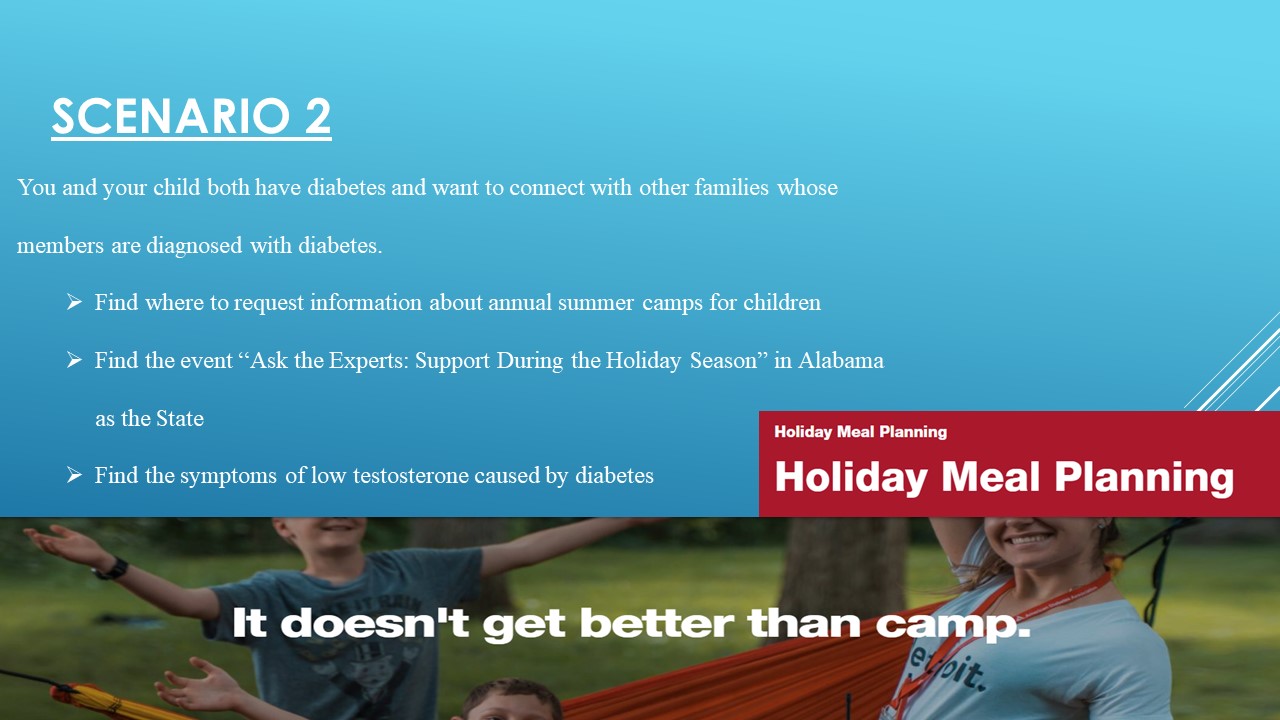 SCENARIO 2
You and your child both have diabetes and want to connect with other families whose
members are diagnosed with diabetes.
➢ Find where to request information about annual summer camps for children
➢ Find the event “Ask the Experts: Support During the Holiday Season” in Alabama
as the State
➢ Find the symptoms of low testosterone caused by diabetes
Holiday Meal Planning
Holiday Meal Planning
It doesn't get better than camp.